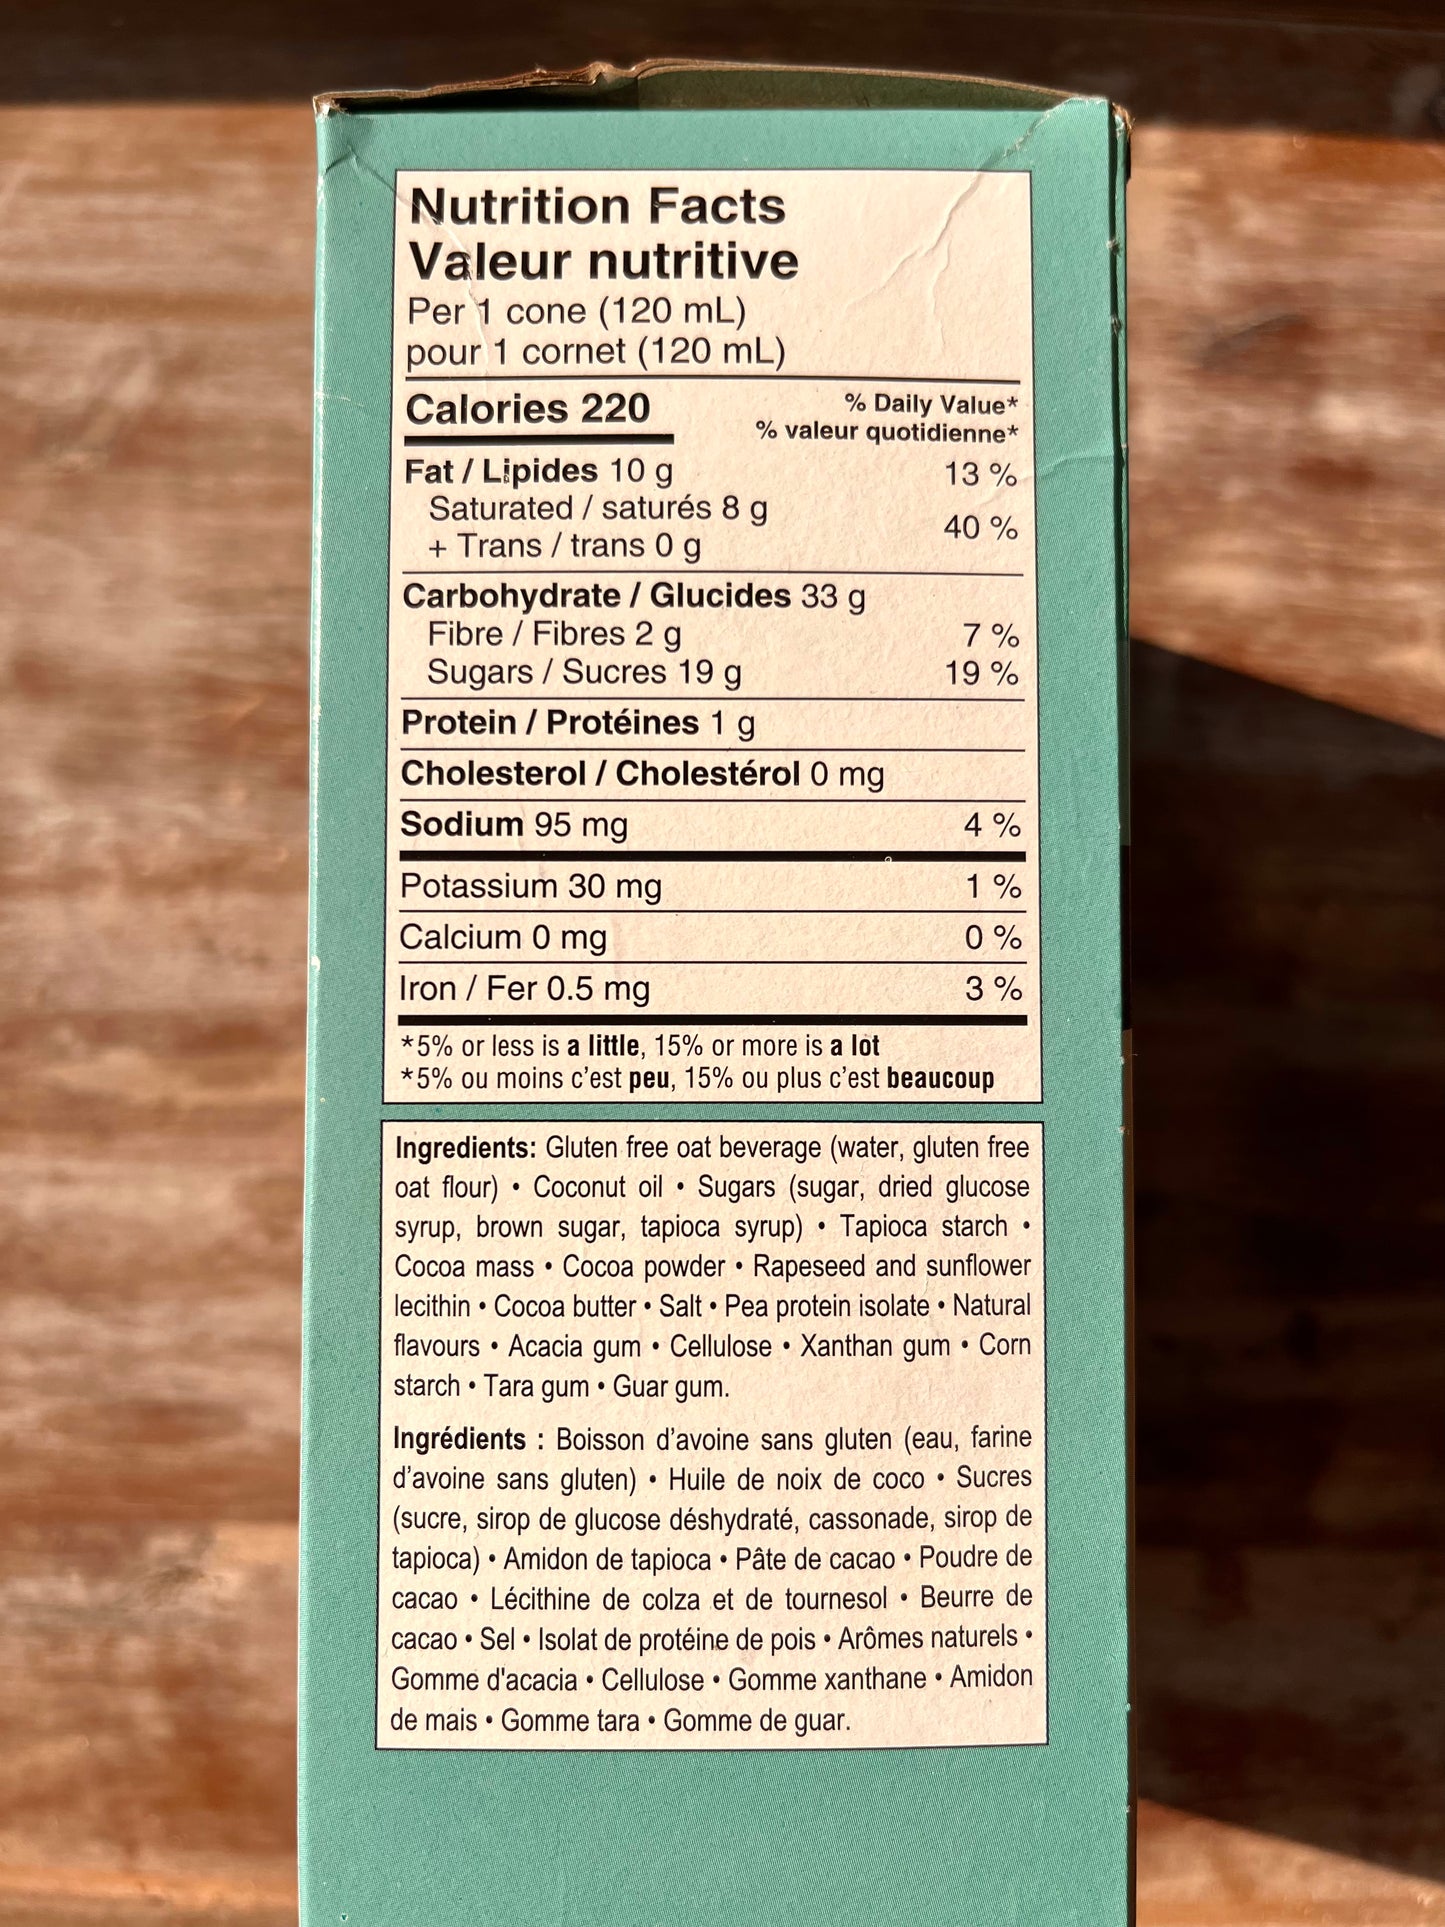 Nutrition Facts
Valeur nutritive
Per 1 cone (120 mL)
pour 1 cornet (120 mL)
Calories 220
% Daily Value*
% valeur quotidienne*
Fat / Lipides 10 g 13 %
Saturated / saturés 8 g
+ Trans / trans 0 g
40 %
Carbohydrate / Glucides 33 g
Fibre / Fibres 2 g 7 %
Sugars / Sucres 19 g 19 %
Protein / Protéines 1 g
Cholesterol / Cholestérol 0 mg
Sodium 95 mg 4 %
Potassium 30 mg 1 %
Calcium 0 mg 0 %
Iron / Fer 0.5 mg 3 %
*5% or less is a little, 15% or more is a lot
*5% ou moins c'est peu, 15% ou plus c'est beaucoup
Ingredients: Gluten free oat beverage (water, gluten free
oat flour) • Coconut oil • Sugars (sugar, dried glucose
syrup, brown sugar, tapioca syrup) • Tapioca starch •
Cocoa mass • Cocoa powder • Rapeseed and sunflower
lecithin • Cocoa butter • Salt • Pea protein isolate • Natural
flavours • Acacia gum • Cellulose • Xanthan gum • Corn
starch • Tara gum • Guar gum.
Ingrédients : Boisson d'avoine sans gluten (eau, farine
d'avoine sans gluten) • Huile de noix de coco • Sucres
(sucre, sirop de glucose déshydraté, cassonade, sirop de
tapioca) • Amidon de tapioca • Pâte de cacao • Poudre de
cacao • Lécithine de colza et de tournesol • Beurre de
cacao • Sel • Isolat de protéine de pois • Arômes naturels •
Gomme d'acacia • Cellulose • Gomme xanthane • Amidon
de mais • Gomme tara • Gomme de guar.